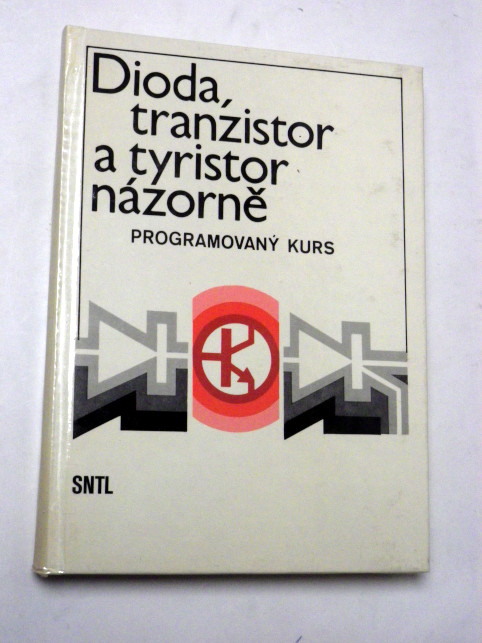 Dioda,
tranzistor
a tyristor
názorně
PROGRAMOVANÝ KURS
SNTL